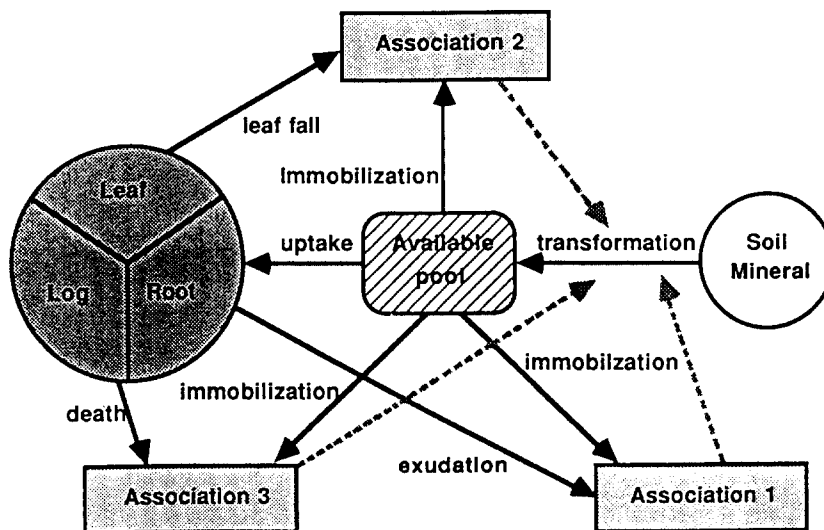 Association 2
leaf fall
Immobilization
Leaf
Log
Root
uptake
Available
pool
transformation
Soil
Mineral
death
immobilization
immobilzation
exudation
Association 3
Association 1